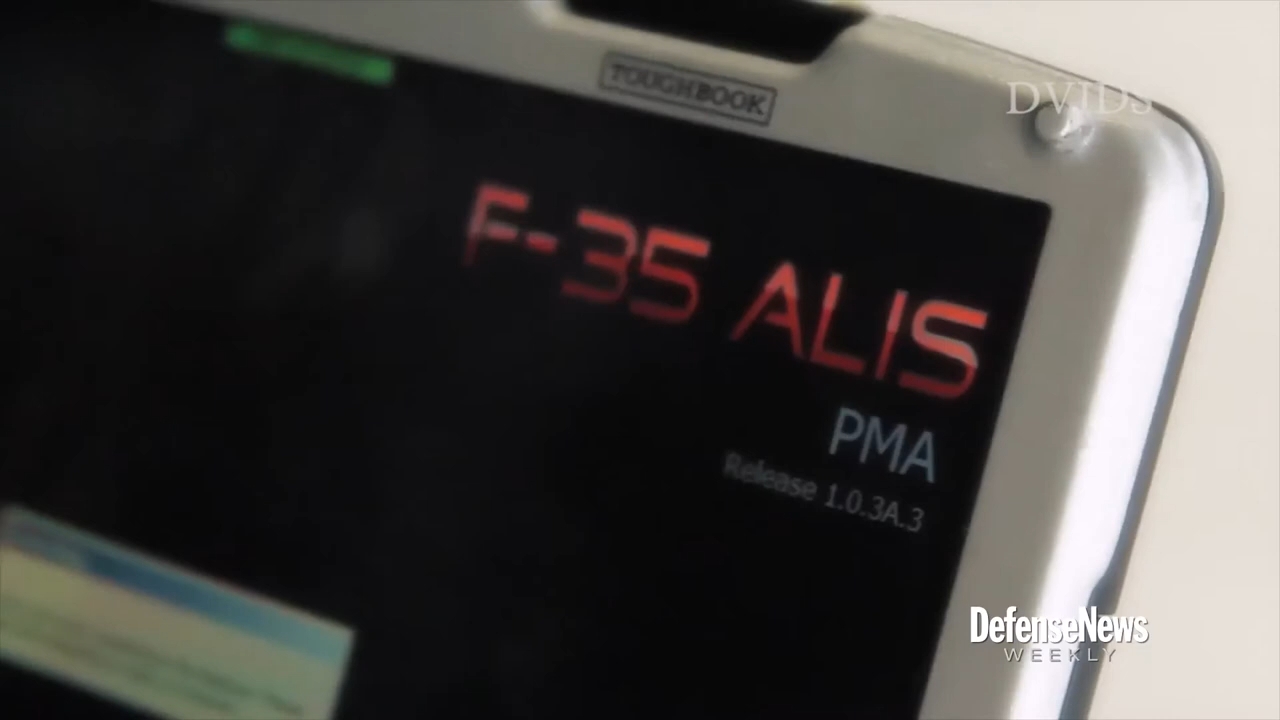 TOUGHBOOK
DVIDS
F-35 ALIS
PMA
Release 1.0.3A.3
DefenseNews
WEEKLY